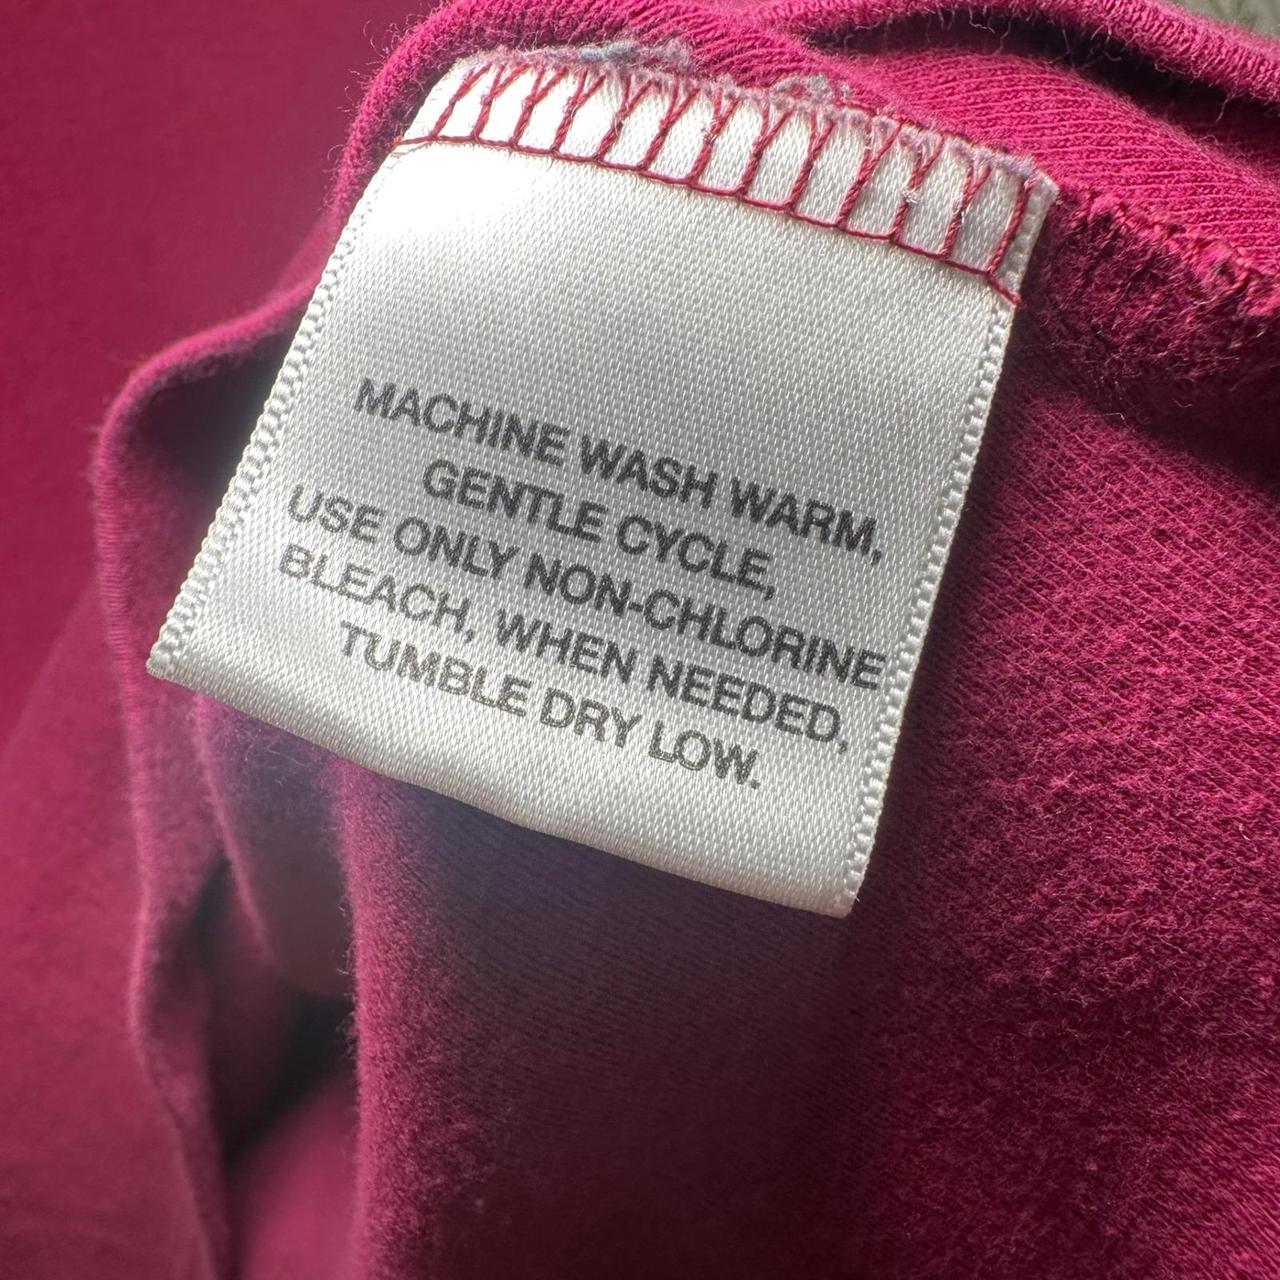 MACHINE WASH WARM,
GENTLE CYCLE,
USE ONLY NON-CHLORINE
BLEACH, WHEN NEEDED,
TUMBLE DRY LOW.